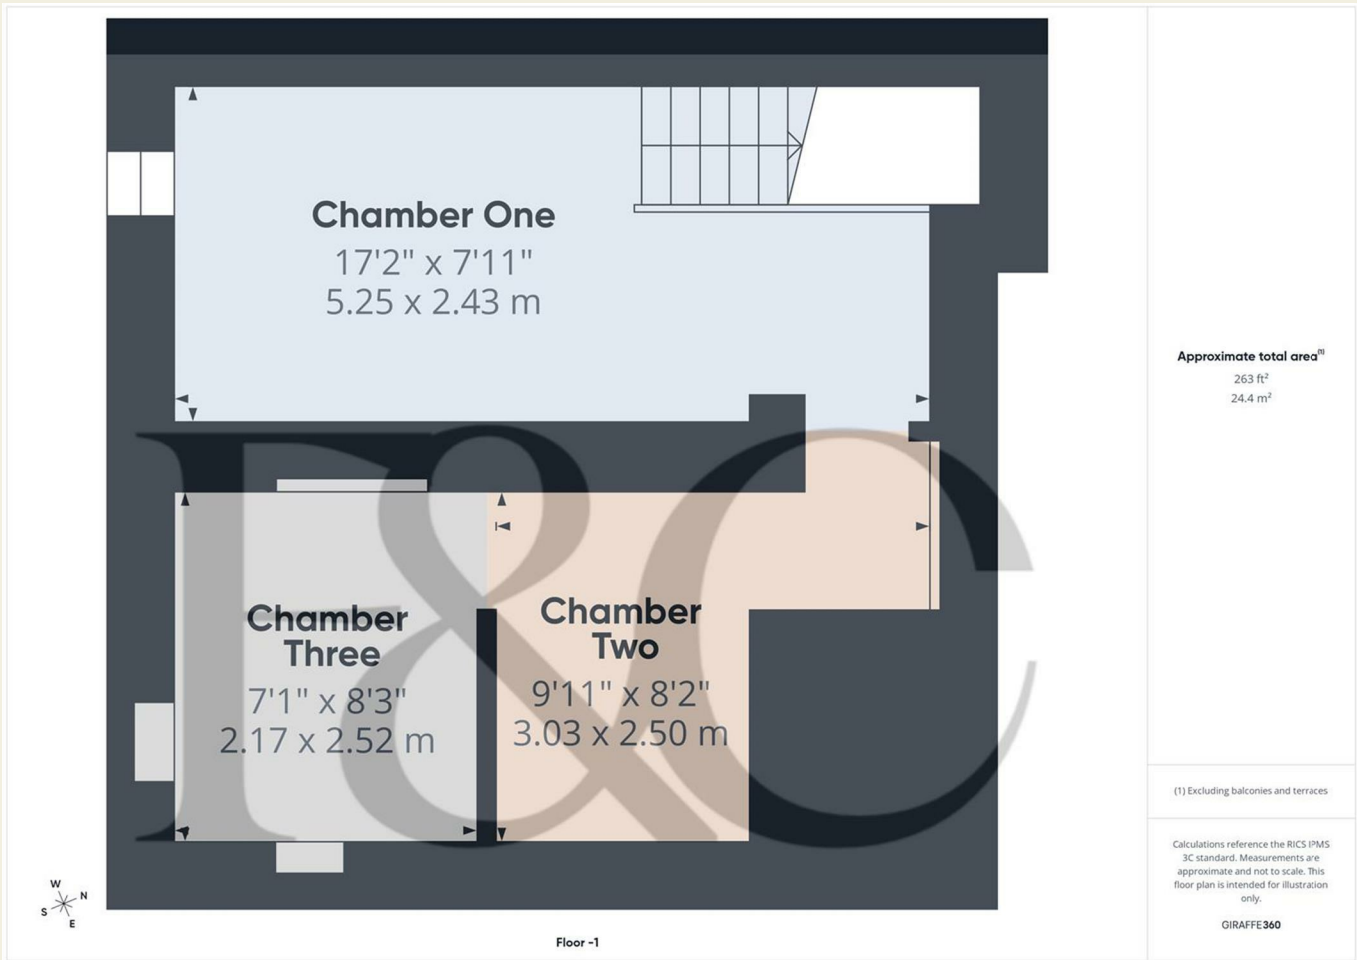 Chamber One
17'2" x 7'11"
5.25 x 2.43 m
Chamber
Three
7'1" x 8'3"
2.17 x 2.52 m
Chamber
Two
9'11" x 8'2"
3.03 x 2.50 m
W
N
S
E
Floor -1
Approximate total area(1)
263 ft²
24.4 m²
(1) Excluding balconies and terraces
Calculations reference the RICS IPMS
3C standard. Measurements are
approximate and not to scale. This
floor plan is intended for illustration
only.
GIRAFFE360
F&C